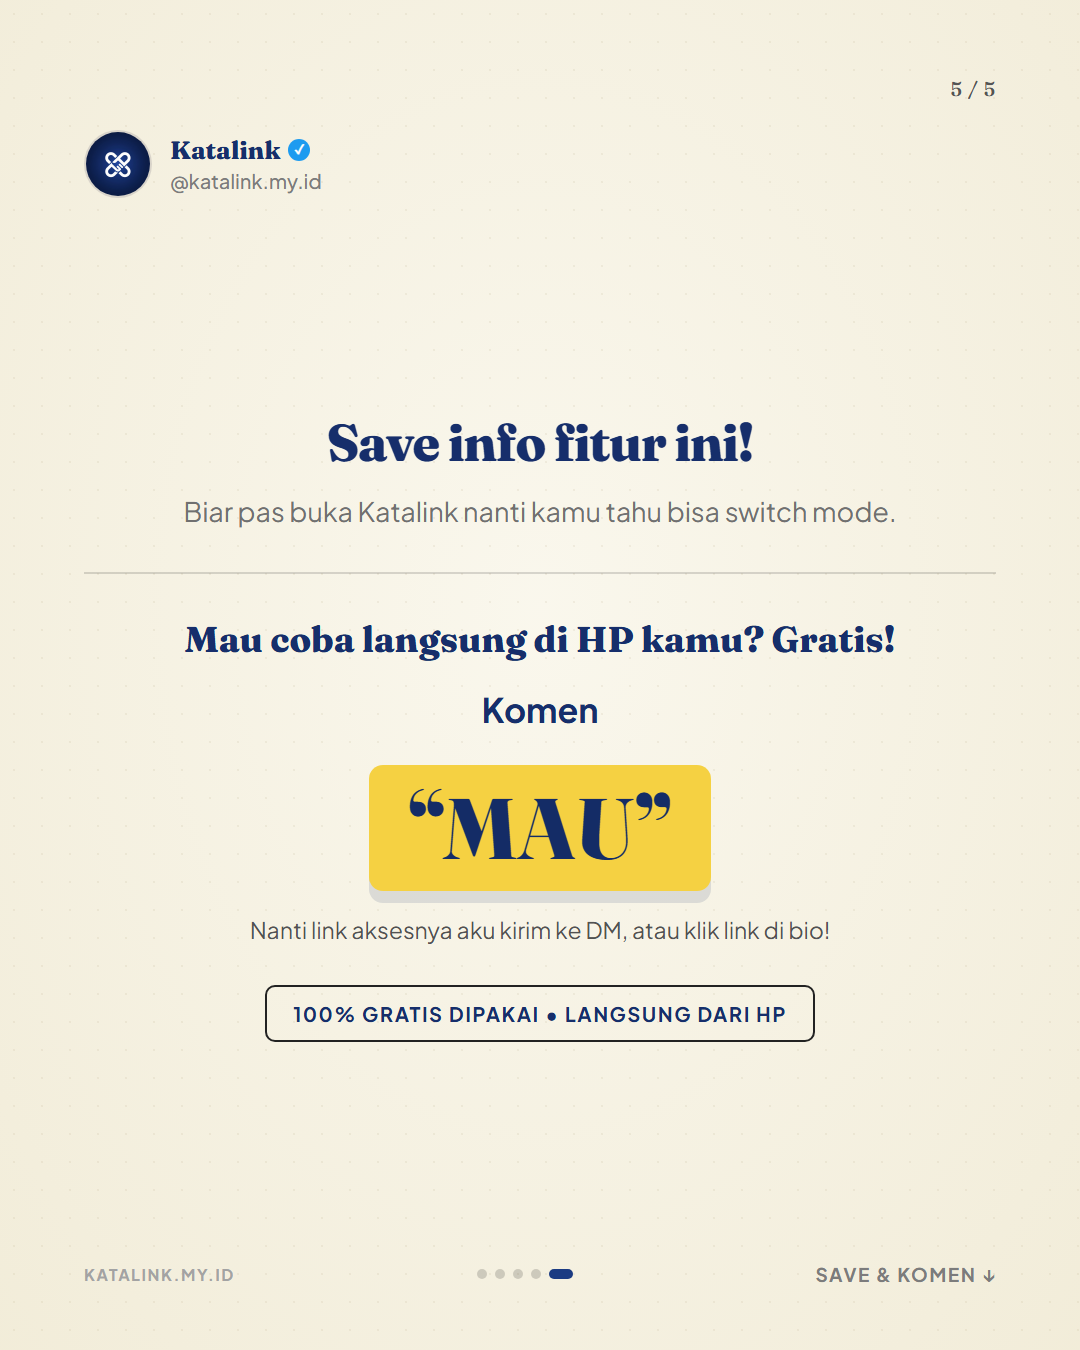 5 / 5
Katalink
@katalink.my.id
Save info fitur ini!
Biar pas buka Katalink nanti kamu tahu bisa switch mode.
Mau coba langsung di HP kamu? Gratis!
Komen
“MAU”
Nanti link aksesnya aku kirim ke DM, atau klik link di bio!
100% GRATIS DIPAKAI • LANGSUNG DARI HP
KATALINK.MY.ID
SAVE & KOMEN ↓